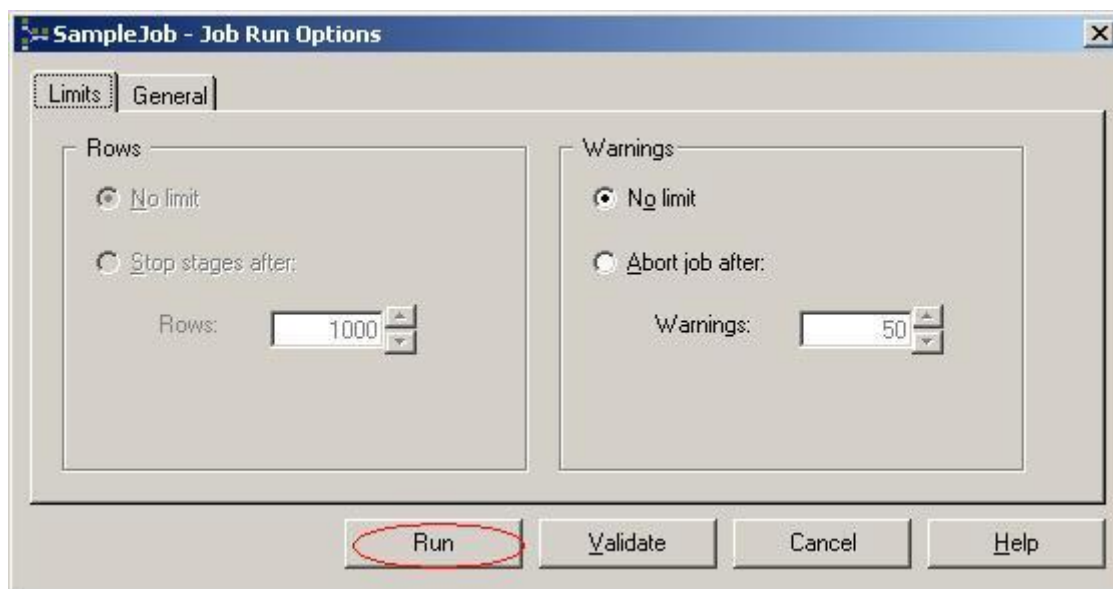 SampleJob - Job Run Options
Limits General
Rows
No limit
Stop stages after:
Rows: 1000
Warnings
No limit
Abort job after:
Warnings: 50
Run Validate Cancel Help